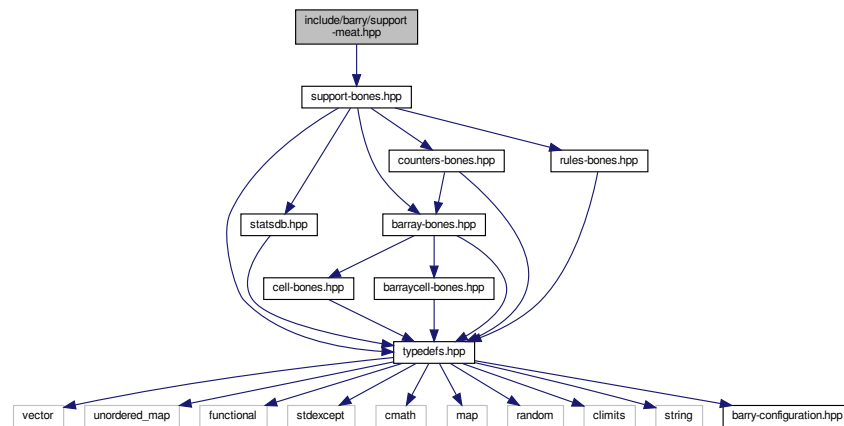 include/barry/support
-meat.hpp
support-bones.hpp
counters-bones.hpp
rules-bones.hpp
statsdb.hpp
barray-bones.hpp
cell-bones.hpp
barraycell-bones.hpp
typedefs.hpp
vector
unordered_map
functional
stdexcept
cmath
map
random
climits
string
barry-configuration.hpp